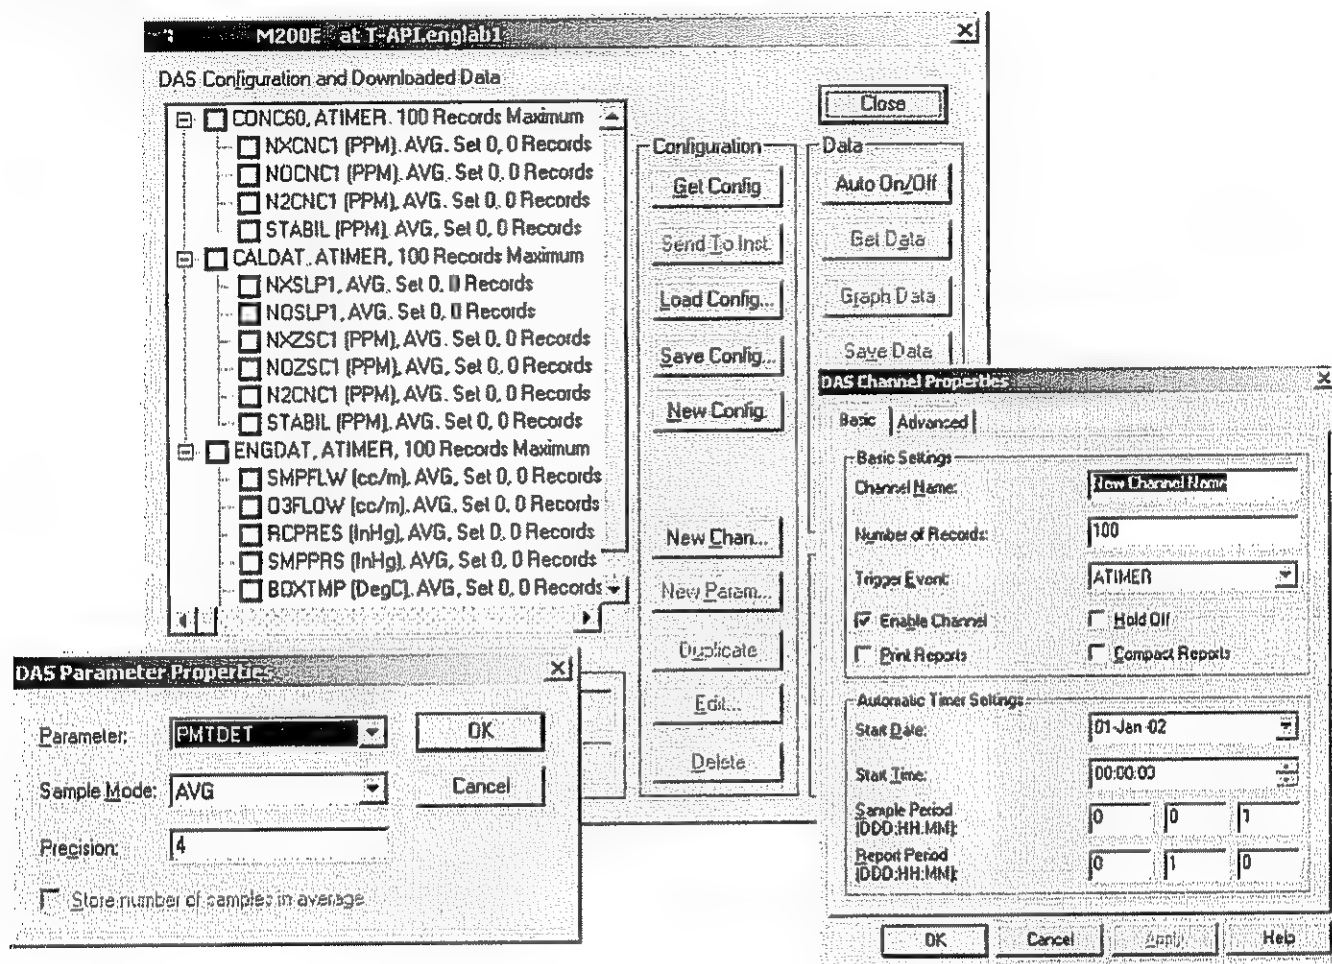 M200E at T-API.englab1
DAS Configuration and Downloaded Data
CONC60, ATIMER, 100 Records Maximum
NXCNC1 (PPM), AVG, Set 0, 0 Records
NOCNC1 (PPM), AVG, Set 0, 0 Records
N2CNC1 (PPM), AVG, Set 0, 0 Records
STABIL (PPM), AVG, Set 0, 0 Records
CALDAT, ATIMER, 100 Records Maximum
NXSLP1, AVG, Set 0, 0 Records
NOSLP1, AVG, Set 0, 0 Records
NXZSC1 (PPM), AVG, Set 0, 0 Records
NOZSC1 (PPM), AVG, Set 0, 0 Records
N2CNC1 (PPM), AVG, Set 0, 0 Records
STABIL (PPM), AVG, Set 0, 0 Records
ENGDAT, ATIMER, 100 Records Maximum
SMPFLW (cc/m), AVG, Set 0, 0 Records
O3FLOW (cc/m), AVG, Set 0, 0 Records
RCPRES (InHg), AVG, Set 0, 0 Records
SMPPRS (InHg), AVG, Set 0, 0 Records
BOXTMP (DegC), AVG, Set 0, 0 Records
Configuration
Get Config
Send To Inst
Load Config...
Save Config...
New Config
New Chan...
New Param...
Duplicate
Edit...
Delete
Close
Data
Auto On/Off
Get Data
Graph Data
Save Data
DAS Parameter Properties
Parameter: PMTDET
OK
Sample Mode: AVG
Cancel
Precision: 4
Store number of samples in average
DAS Channel Properties
Basic Advanced
Basic Settings
Channel Name: New Channel Name
Number of Records: 100
Trigger Event: ATIMER
Enable Channel Hold Off
Print Reports Compact Reports
Automatic Timer Settings
Start Date: 01-Jan-02
Start Time: 00:00:00
Sample Period
(DDD:HH:MM): 0 0 1
Report Period
(DDD:HH:MM): 0 1 0
OK Cancel Apply Help